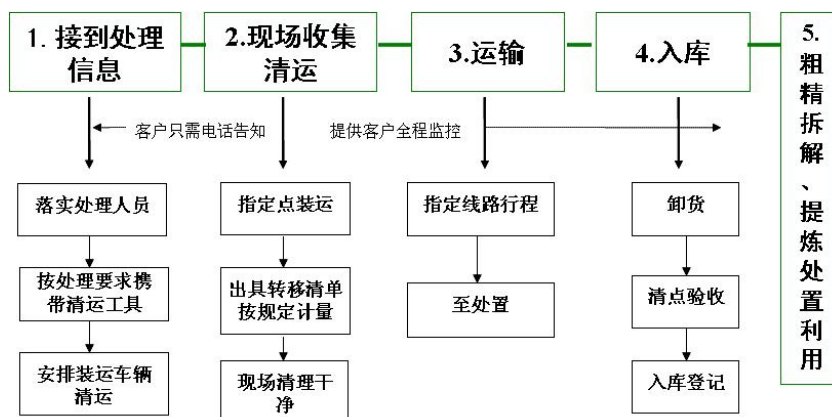 1. 接到处理
信息
2.现场收集
清运
3.运输
4.入库
5.
粗
精
拆
解
、
提
炼
处
置
利
用
客户只需电话告知
提供客户全程监控
落实处理人员
按处理要求携
带清运工具
安排装运车辆
清运
指定点装运
出具转移清单
按规定计量
现场清理干
净
指定线路行程
至处置
卸货
清点验收
入库登记